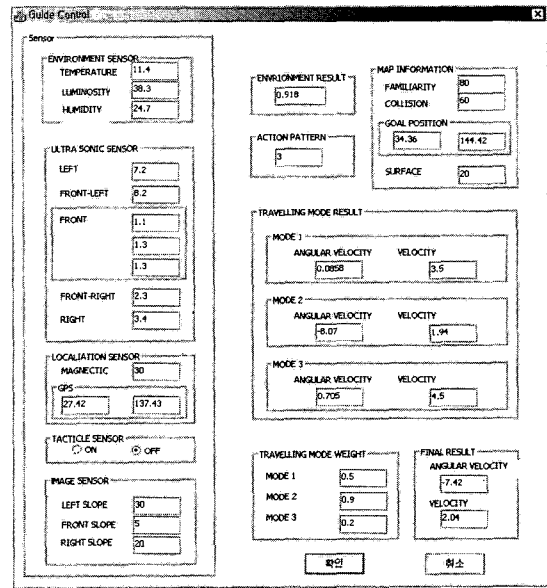 Guide Control
Sensor
ENVIRONMENT SENSOR
TEMPERATURE 11.4
LUMINOSITY 38.3
HUMIDITY 24.7
ULTRA SONIC SENSOR
LEFT 7.2
FRONT-LEFT 8.2
FRONT 1.1
1.3
1.3
FRONT-RIGHT 2.3
RIGHT 3.4
LOCALIATION SENSOR
MAGNECTIC 30
GPS
27.42 137.43
TACTICLE SENSOR
ON OFF
IMAGE SENSOR
LEFT SLOPE 30
FRONT SLOPE 5
RIGHT SLOPE 20
ENVRIONMENT RESULT
0.918
ACTION PATTERN
3
MAP INFORMATION
FAMILIARITY 80
COLLISION 60
GOAL POSITION
34.36 144.42
SURFACE 20
TRAVELLING MODE RESULT
MODE 1
ANGULAR VELOCITY VELOCITY
0.0858 3.5
MODE 2
ANGULAR VELOCITY VELOCITY
-8.07 1.94
MODE 3
ANGULAR VELOCITY VELOCITY
0.705 4.5
TRAVELLING MODE WEIGHT
MODE 1 0.5
MODE 2 0.9
MODE 3 0.2
FINAL RESULT
ANGULAR VELOCITY
-7.42
VELOCITY
2.04
확인 취소